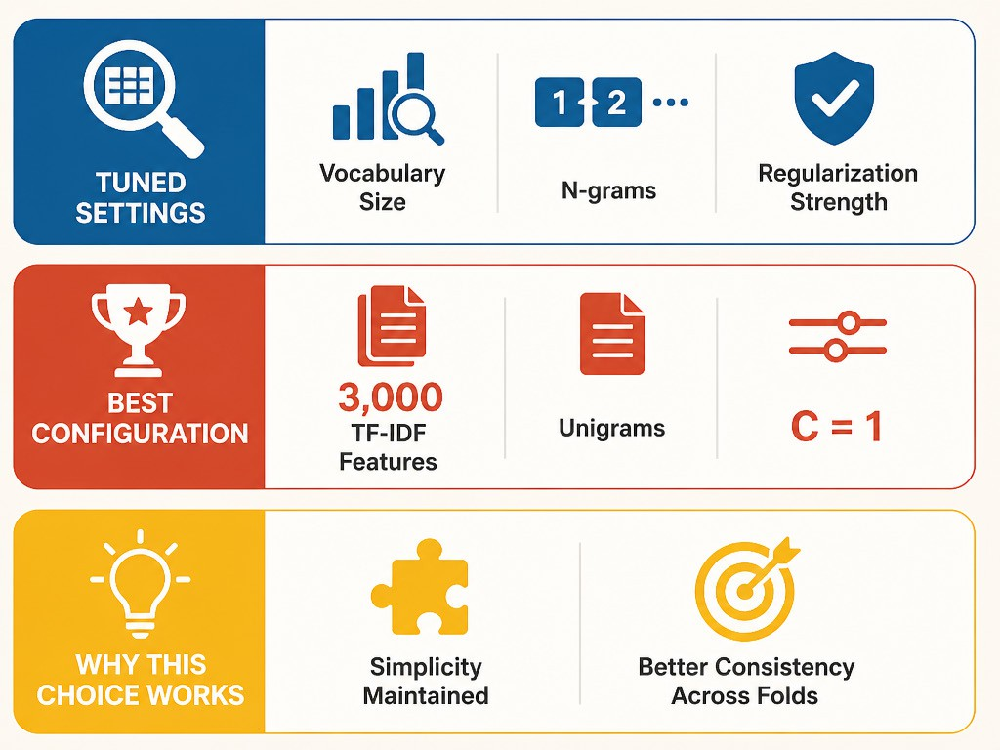 TUNED
SETTINGS
Vocabulary
Size
1 2 ...
N-grams
Regularization
Strength
BEST
CONFIGURATION
3,000
TF-IDF
Features
Unigrams
C = 1
WHY THIS
CHOICE WORKS
Simplicity
Maintained
Better Consistency
Across Folds